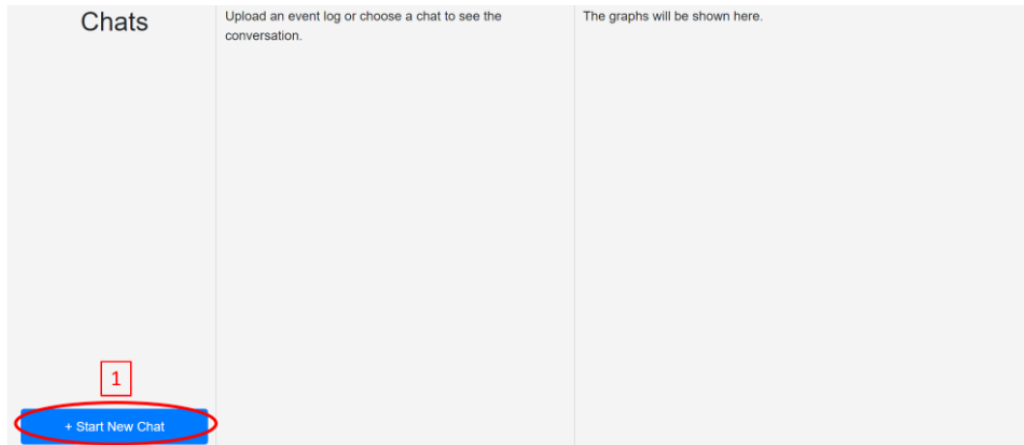 Chats
Upload an event log or choose a chat to see the
conversation.
The graphs will be shown here.
1
+ Start New Chat